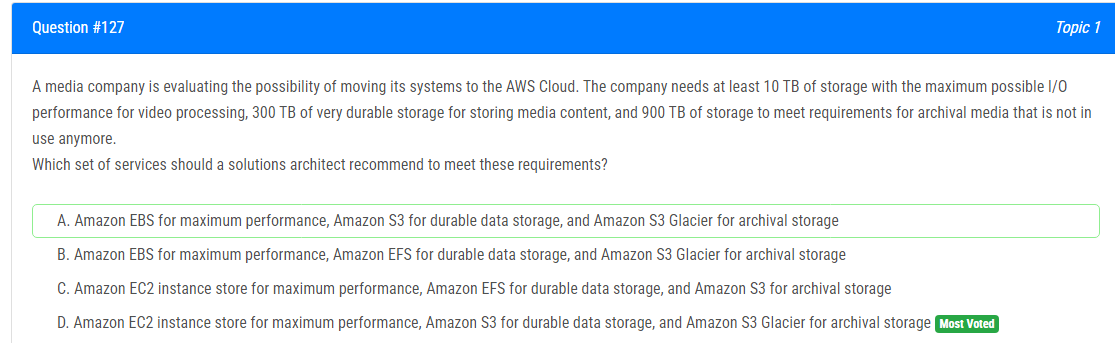 Question #127
Topic 1
A media company is evaluating the possibility of moving its systems to the AWS Cloud. The company needs at least 10 TB of storage with the maximum possible I/O
performance for video processing, 300 TB of very durable storage for storing media content, and 900 TB of storage to meet requirements for archival media that is not in
use anymore.
Which set of services should a solutions architect recommend to meet these requirements?
A. Amazon EBS for maximum performance, Amazon S3 for durable data storage, and Amazon S3 Glacier for archival storage
B. Amazon EBS for maximum performance, Amazon EFS for durable data storage, and Amazon S3 Glacier for archival storage
C. Amazon EC2 instance store for maximum performance, Amazon EFS for durable data storage, and Amazon S3 for archival storage
D. Amazon EC2 instance store for maximum performance, Amazon S3 for durable data storage, and Amazon S3 Glacier for archival storage Most Voted